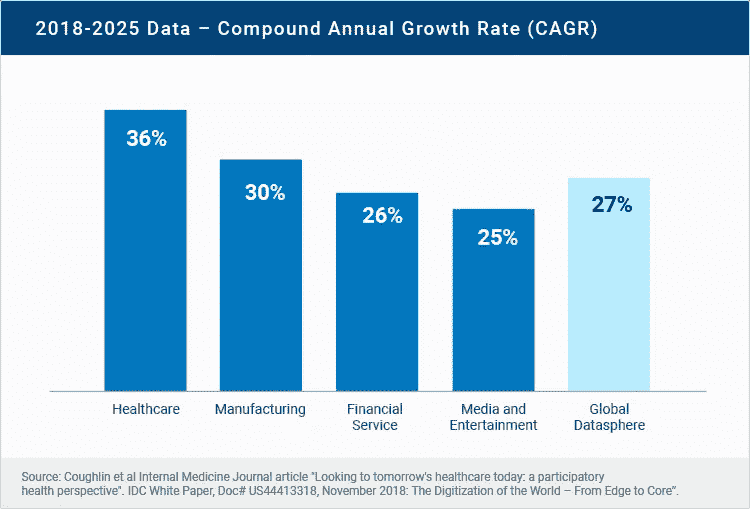 2018-2025 Data – Compound Annual Growth Rate (CAGR)
36%
30%
26%
25%
27%
Healthcare
Manufacturing
Financial
Service
Media and
Entertainment
Global
Datasphere
Source: Coughlin et al Internal Medicine Journal article "Looking to tomorrow's healthcare today: a participatory
health perspective". IDC White Paper, Doc# US44413318, November 2018: The Digitization of the World – From Edge to Core".